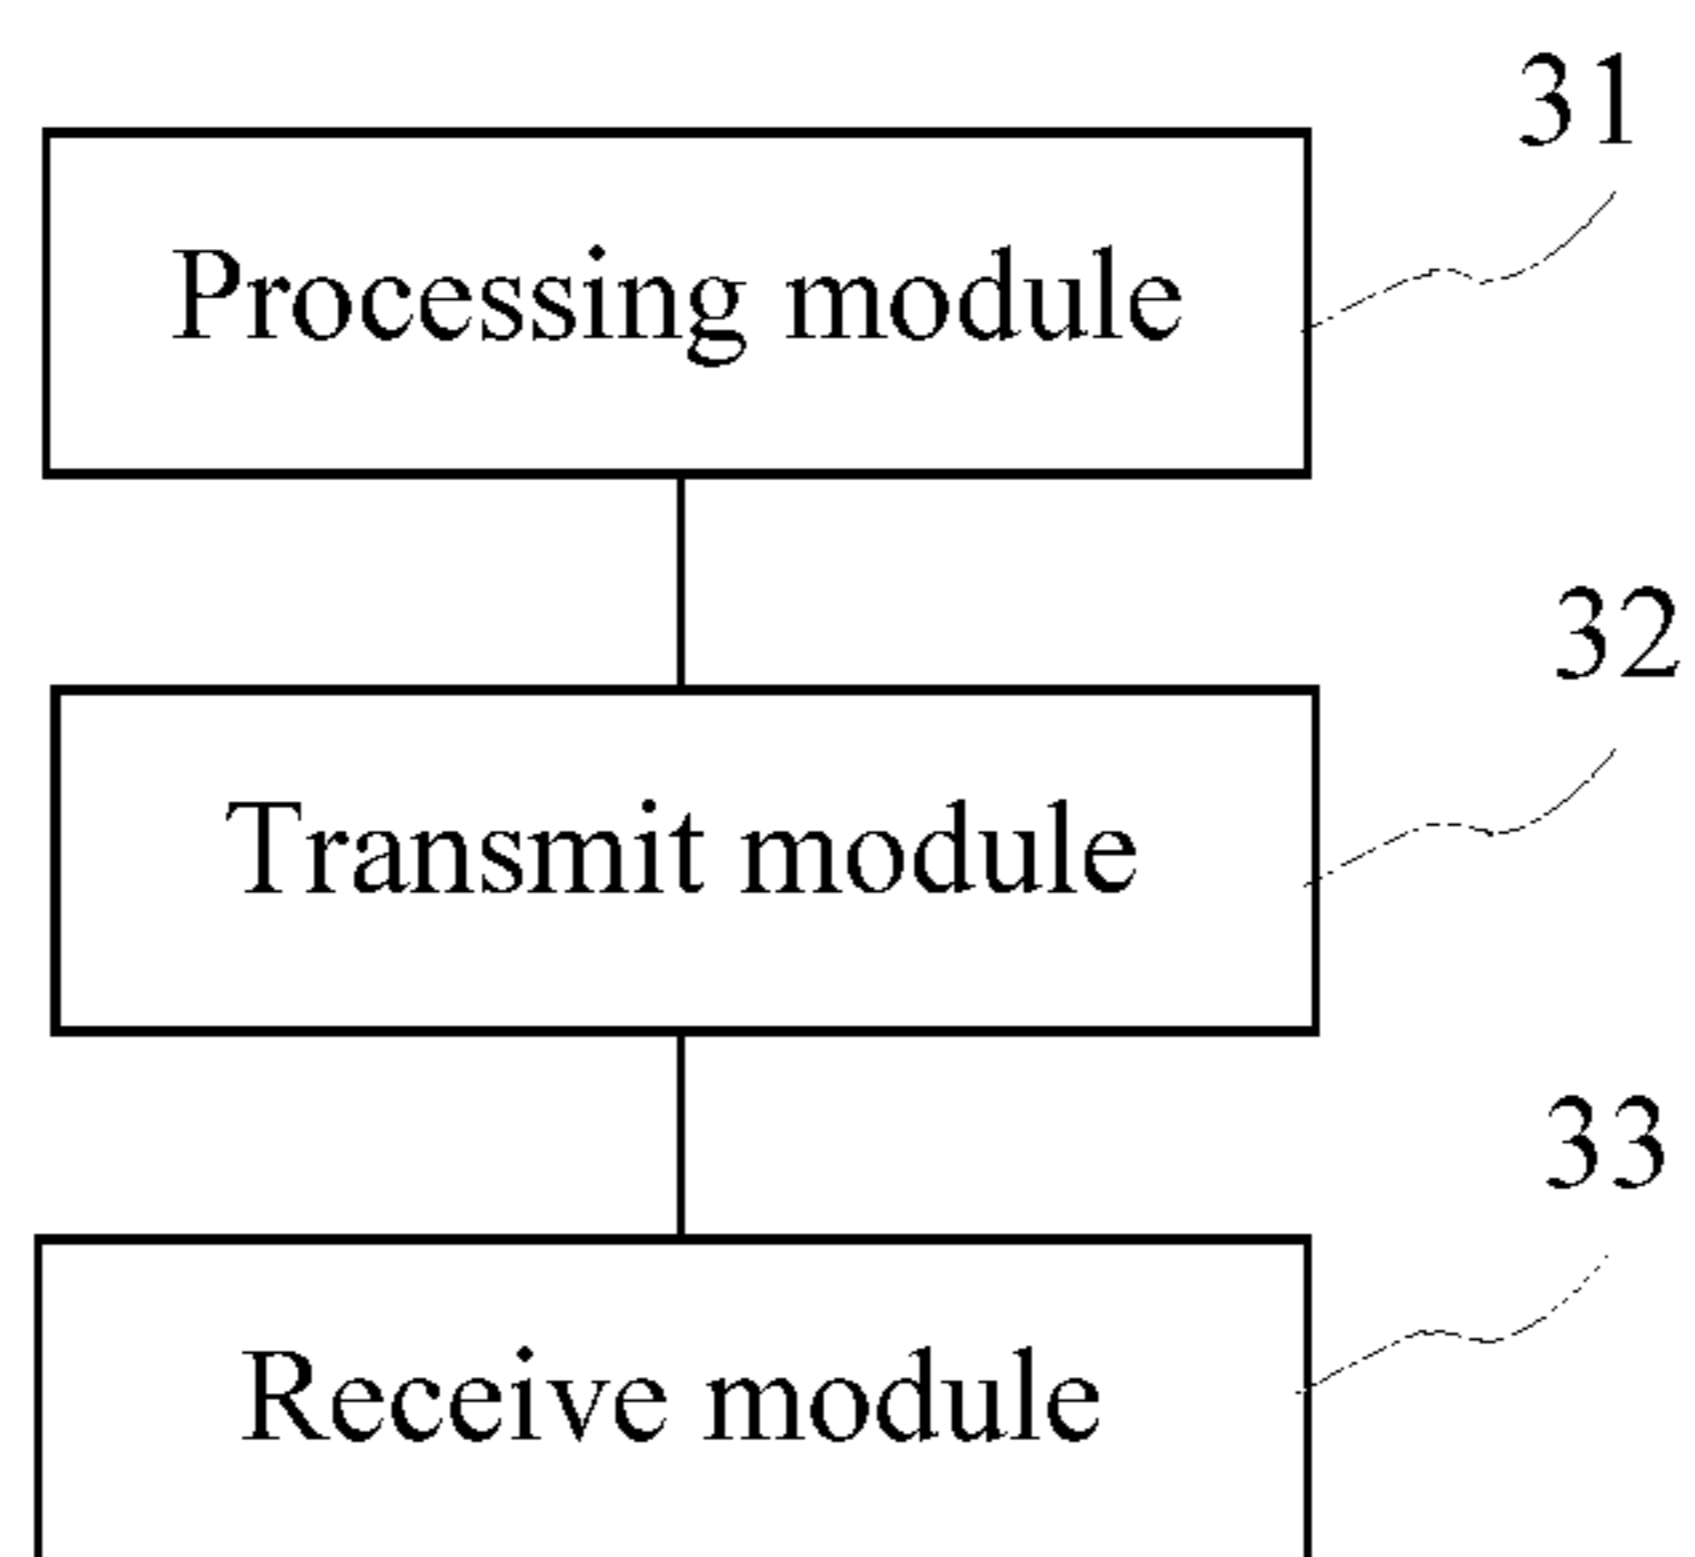 31
Processing module
32
Transmit module
33
Receive module